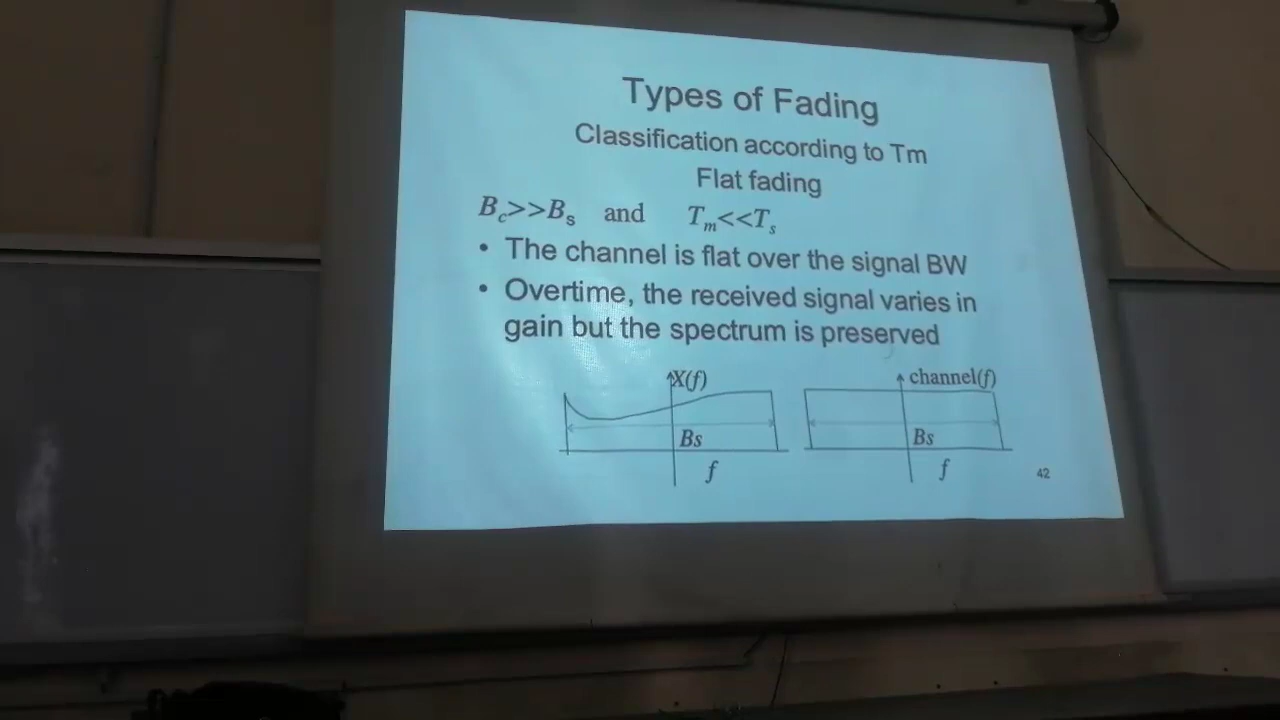 Types of Fading
Classification according to Tm
Flat fading
Bc>>Bs and Tm<<Ts
• The channel is flat over the signal BW
• Overtime, the received signal varies in
gain but the spectrum is preserved
X(f) channel(f)
Bs Bs
f f
42